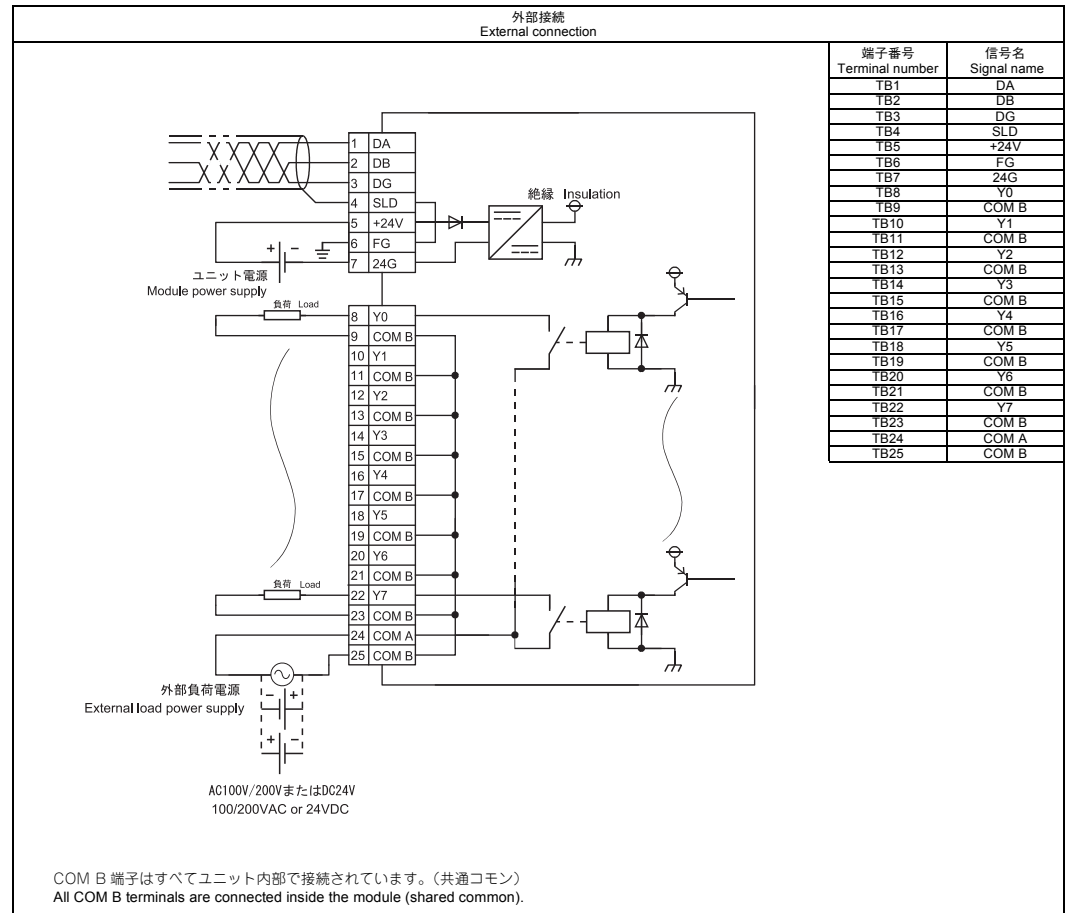 外部接続
External connection
端子番号 信号名
Terminal number Signal name
TB1 DA
TB2 DB
TB3 DG
TB4 SLD
TB5 +24V
TB6 FG
TB7 24G
TB8 Y0
TB9 COM B
TB10 Y1
TB11 COM B
TB12 Y2
TB13 COM B
TB14 Y3
TB15 COM B
TB16 Y4
TB17 COM B
TB18 Y5
TB19 COM B
TB20 Y6
TB21 COM B
TB22 Y7
TB23 COM B
TB24 COM A
TB25 COM B
1 DA
2 DB
3 DG
4 SLD
5 +24V
6 FG
7 24G
絶縁 Insulation
+ −
ユニット電源
Module power supply
負荷 Load
8 Y0
9 COM B
10 Y1
11 COM B
12 Y2
13 COM B
14 Y3
15 COM B
16 Y4
17 COM B
18 Y5
19 COM B
20 Y6
21 COM B
負荷 Load
22 Y7
23 COM B
24 COM A
25 COM B
外部負荷電源
External load power supply
− +
+ −
AC100V/200VまたはDC24V
100/200VAC or 24VDC
COM B 端子はすべてユニット内部で接続されています。(共通コモン)
All COM B terminals are connected inside the module (shared common).